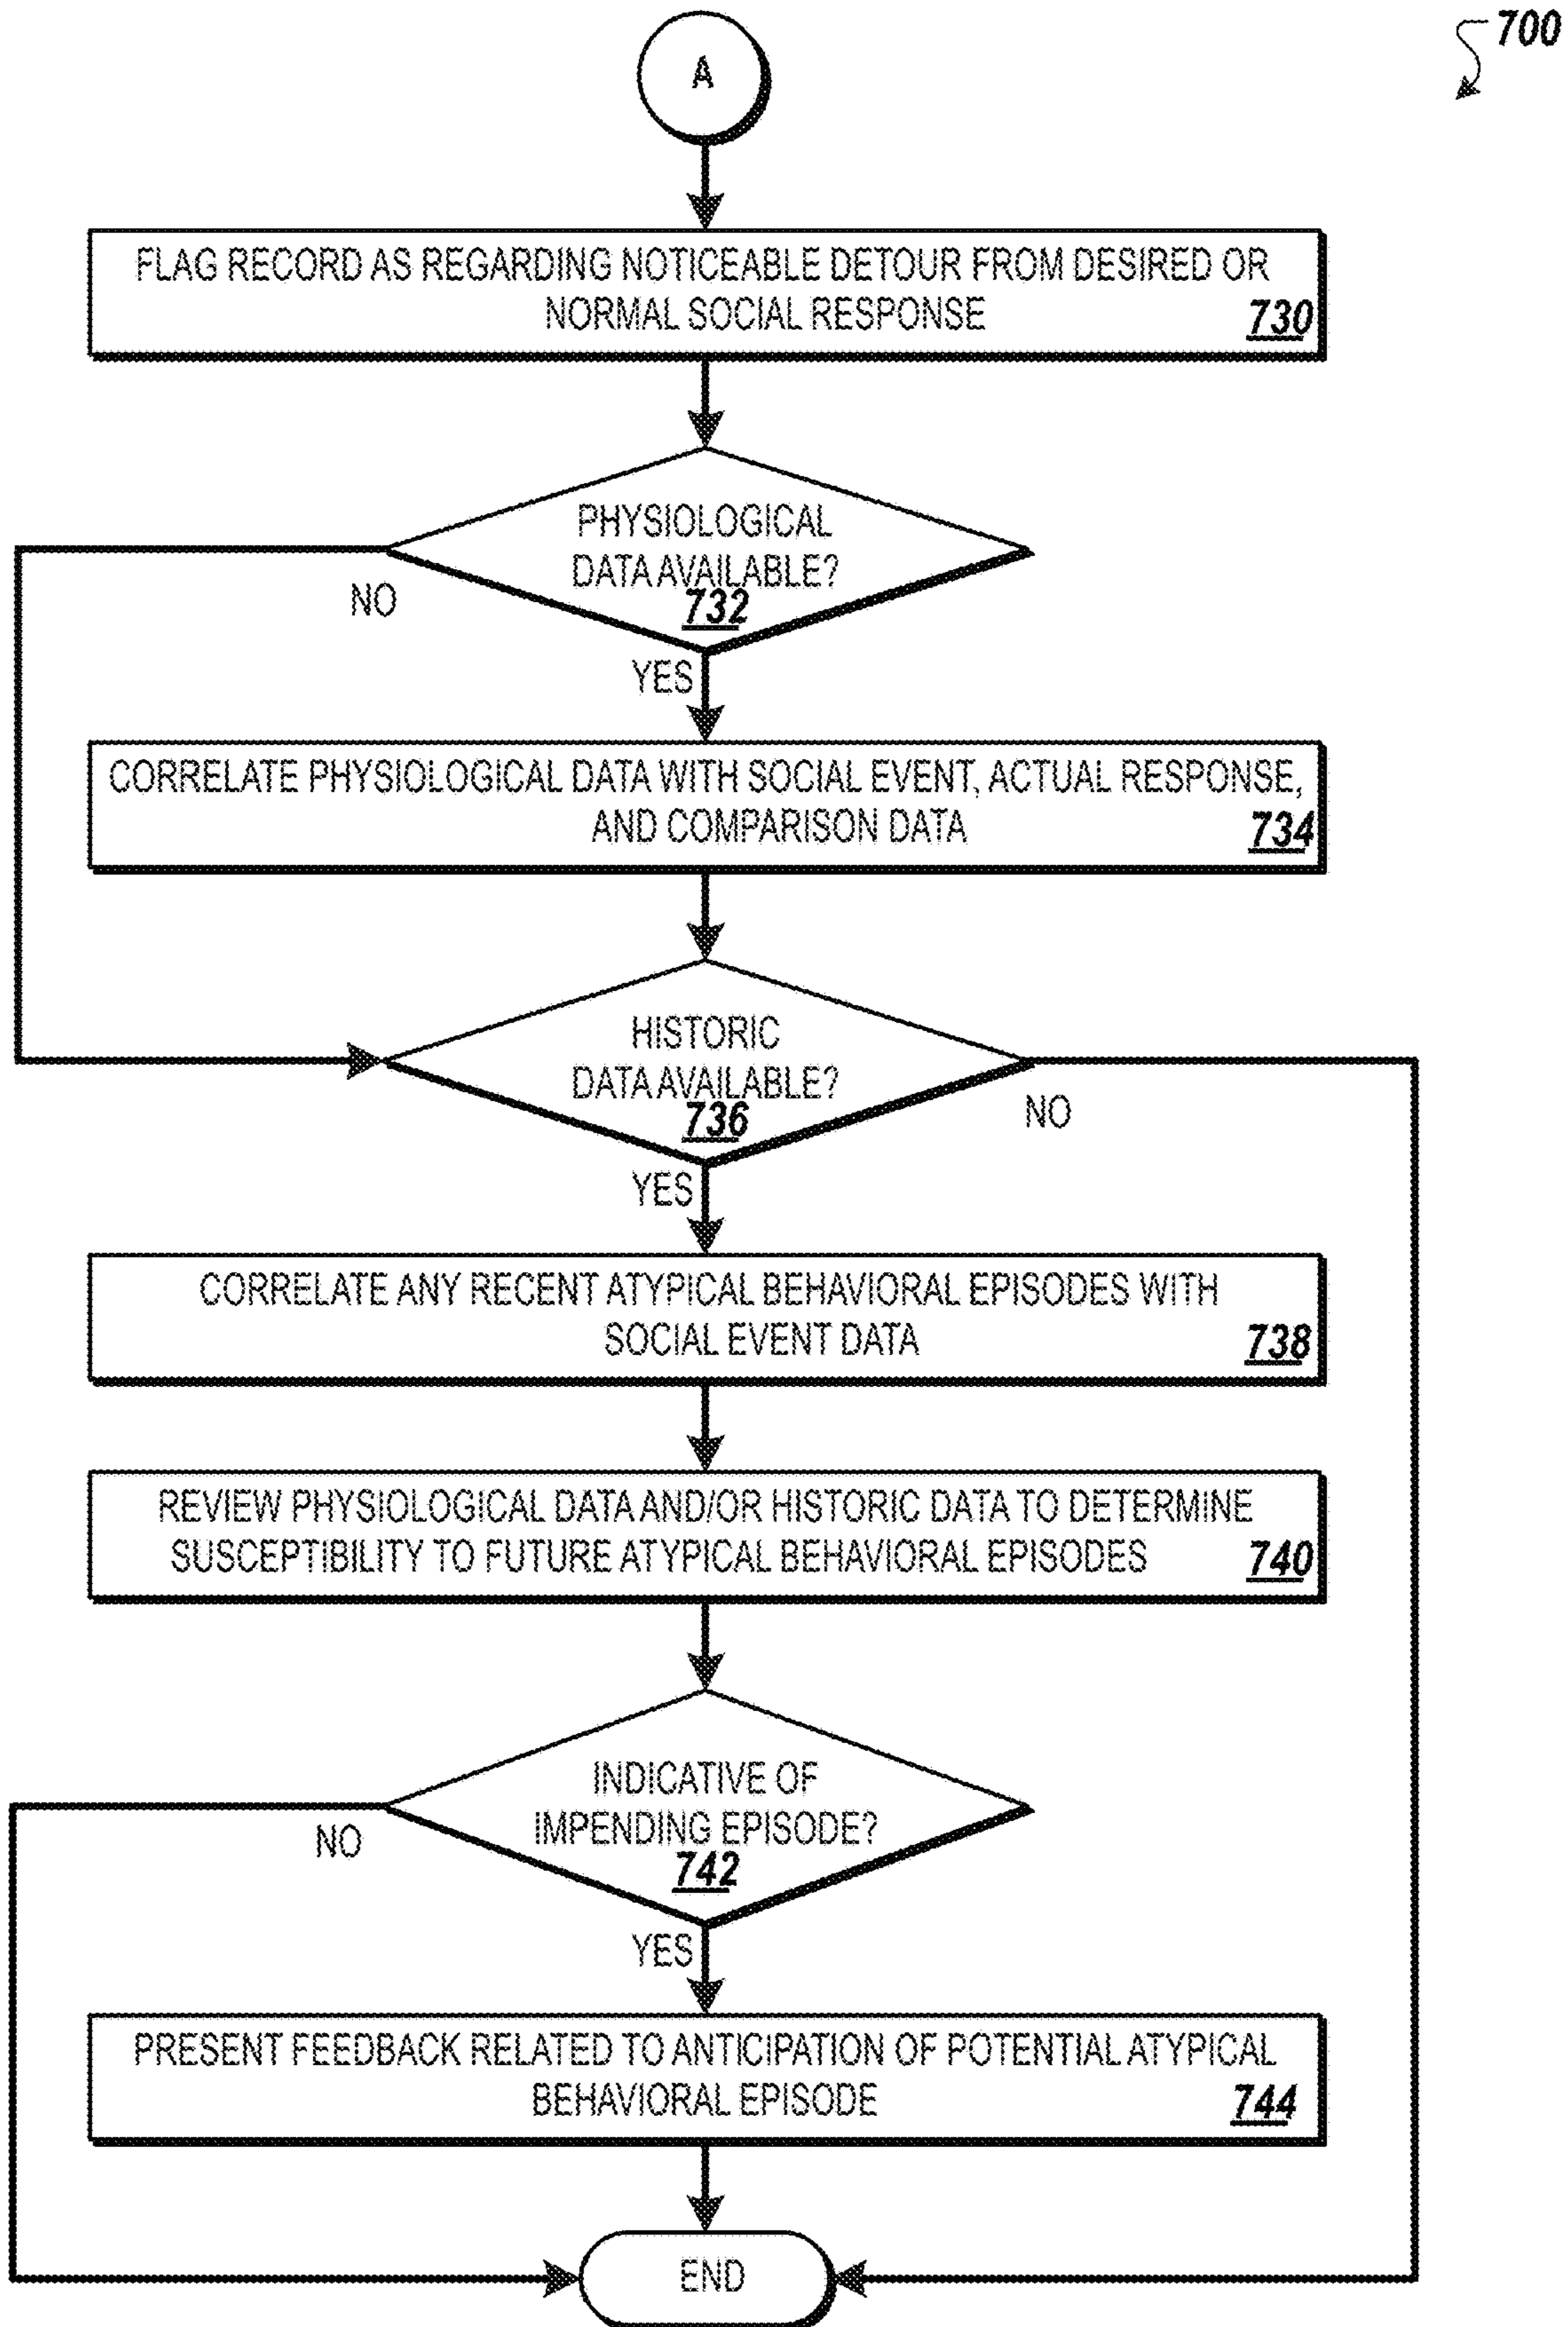 700
A
FLAG RECORD AS REGARDING NOTICEABLE DETOUR FROM DESIRED OR
NORMAL SOCIAL RESPONSE
730
PHYSIOLOGICAL
DATA AVAILABLE?
732
NO
YES
CORRELATE PHYSIOLOGICAL DATA WITH SOCIAL EVENT, ACTUAL RESPONSE,
AND COMPARISON DATA
734
HISTORIC
DATA AVAILABLE?
736
NO
YES
CORRELATE ANY RECENT ATYPICAL BEHAVIORAL EPISODES WITH
SOCIAL EVENT DATA
738
REVIEW PHYSIOLOGICAL DATA AND/OR HISTORIC DATA TO DETERMINE
SUSCEPTIBILITY TO FUTURE ATYPICAL BEHAVIORAL EPISODES
740
INDICATIVE OF
IMPENDING EPISODE?
742
NO
YES
PRESENT FEEDBACK RELATED TO ANTICIPATION OF POTENTIAL ATYPICAL
BEHAVIORAL EPISODE
744
END